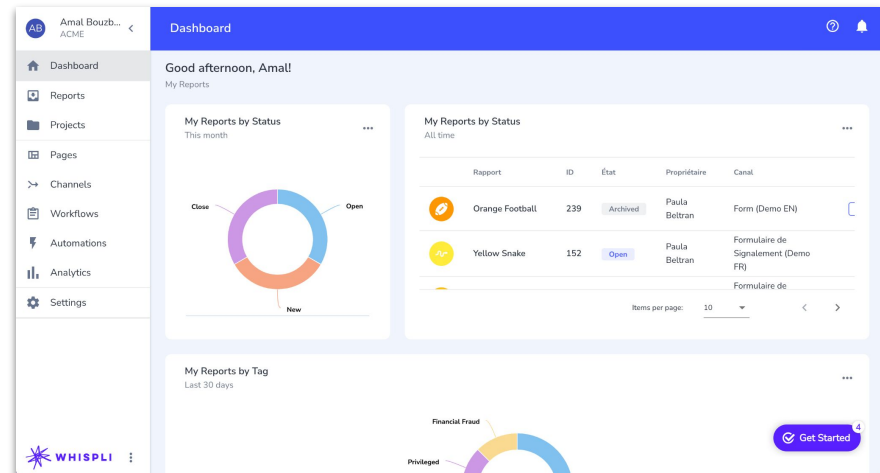 AB
Amal Bouzb...
ACME
Dashboard
Dashboard
Reports
Projects
Pages
Channels
Workflows
Automations
Analytics
Settings
WHISPLI
Good afternoon, Amal!
My Reports
My Reports by Status
This month
Close
Open
New
My Reports by Status
All time
Rapport ID État Propriétaire Canal
Orange Football 239 Archived Paula Beltran Form (Demo EN)
Yellow Snake 152 Open Paula Beltran Formulaire de Signalement (Demo FR)
Formulaire de
Items per page: 10
My Reports by Tag
Last 30 days
Financial Fraud
Privileged
Get Started
4